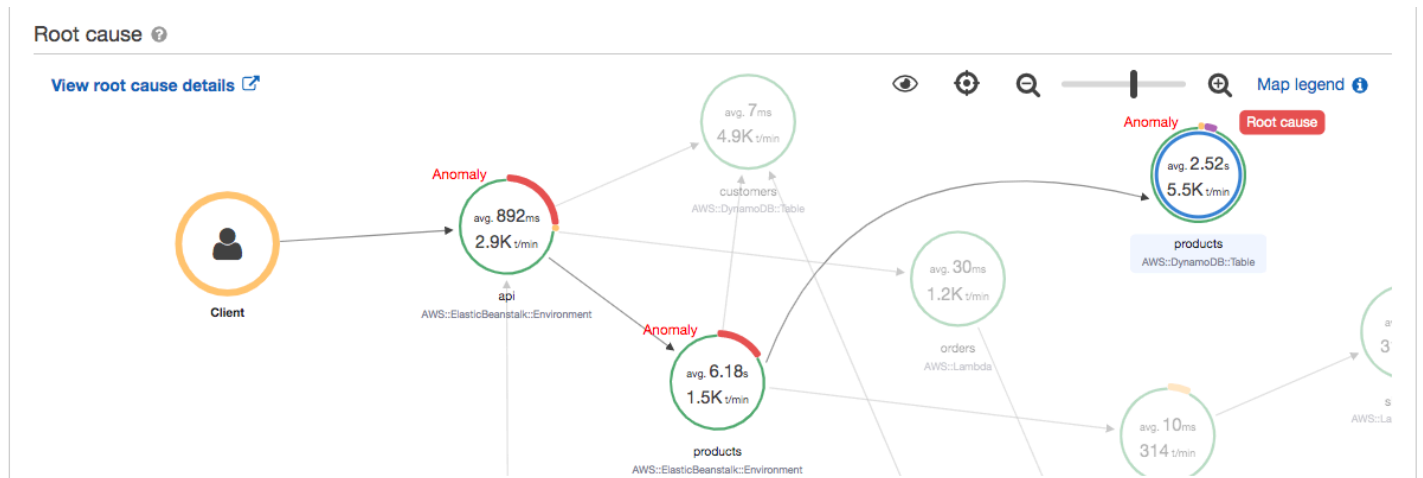 Root cause
View root cause details
Map legend
avg. 7ms
4.9K t/min
customers
AWS::DynamoDB::Table
Anomaly
Root cause
avg. 2.52s
5.5K t/min
products
AWS::DynamoDB::Table
Anomaly
avg. 892ms
2.9K t/min
api
AWS::ElasticBeanstalk::Environment
Client
avg. 30ms
1.2K t/min
orders
AWS::Lambda
Anomaly
avg. 6.18s
1.5K t/min
products
AWS::ElasticBeanstalk::Environment
avg. 10ms
314 t/min
AWS::La